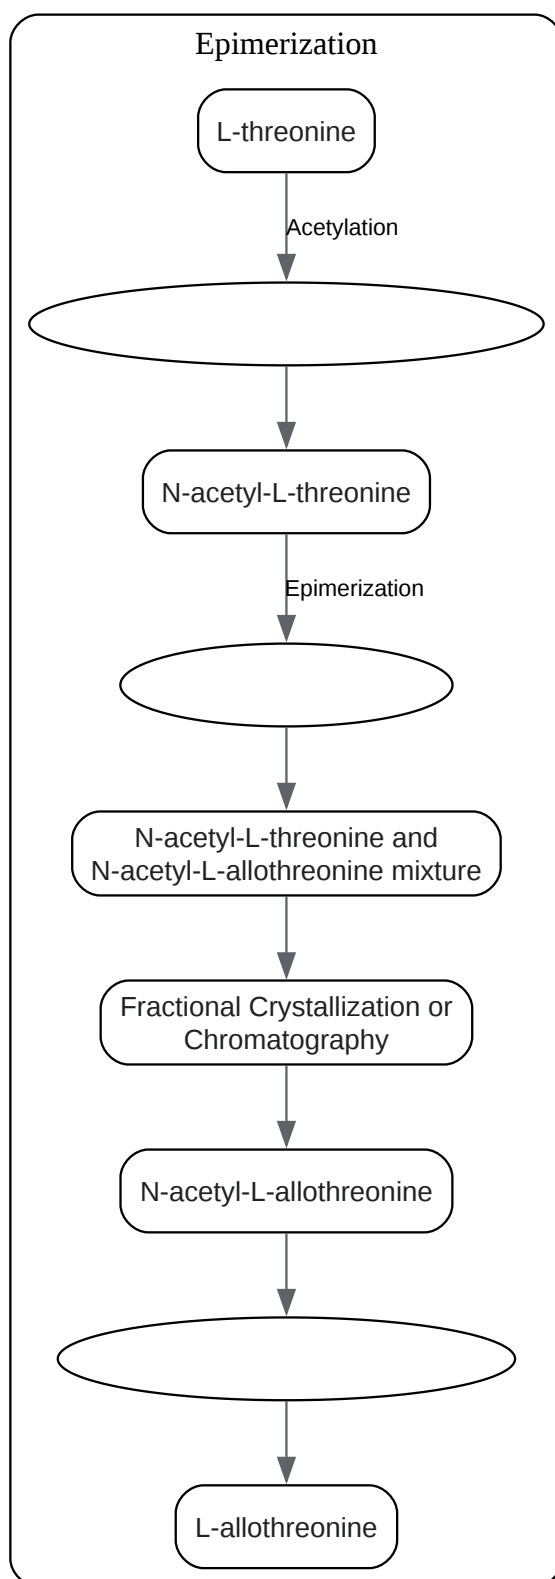 Epimerization
L-threonine
Acetylation
N-acetyl-L-threonine
Epimerization
N-acetyl-L-threonine and
N-acetyl-L-allothreonine mixture
Fractional Crystallization or
Chromatography
N-acetyl-L-allothreonine
L-allothreonine